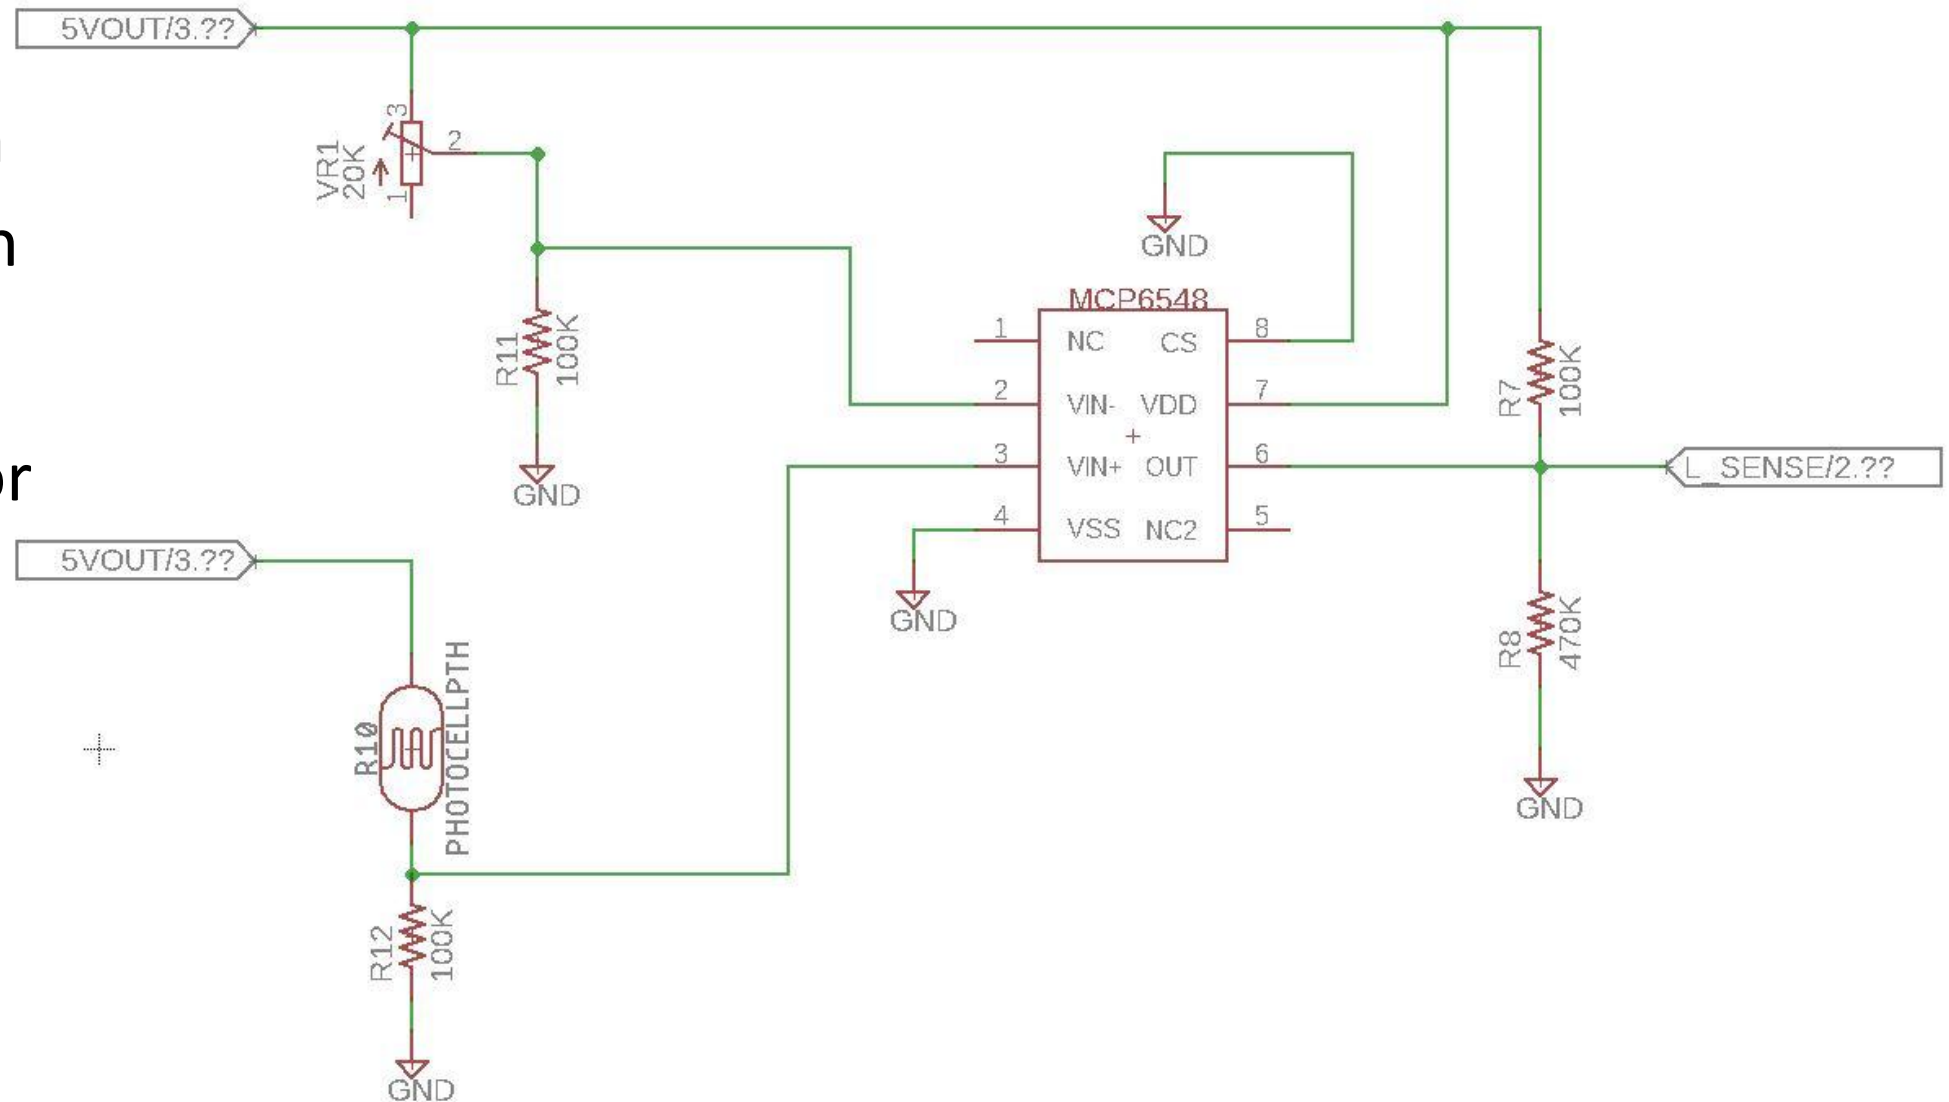 5VOUT/3.??
3
2
VR1
20K
1
n
GND
MCP6548
1 NC CS 8
R11
100K
2 VIN- VDD 7
R7
100K
or
3 VIN+ OUT 6
L_SENSE/2.??
GND
4 VSS NC2 5
5VOUT/3.??
GND
R8
470K
R10
PHOTOCELLPTH
GND
R12
100K
GND